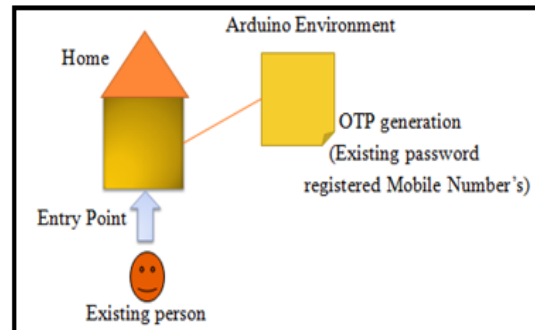 Arduino Environment
Home
OTP generation
(Existing password
registered Mobile Number's)
Entry Point
Existing person